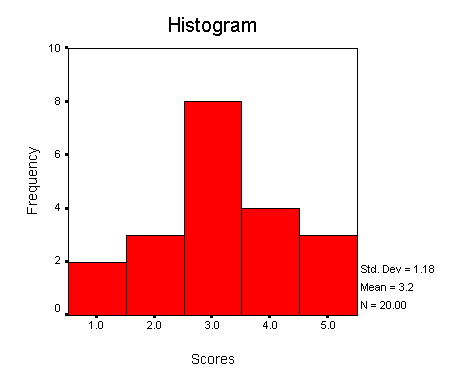 Histogram
10
8
6
4
2
0
Frequency
1.0 2.0 3.0 4.0 5.0
Scores
Std. Dev = 1.18
Mean = 3.2
N = 20.00